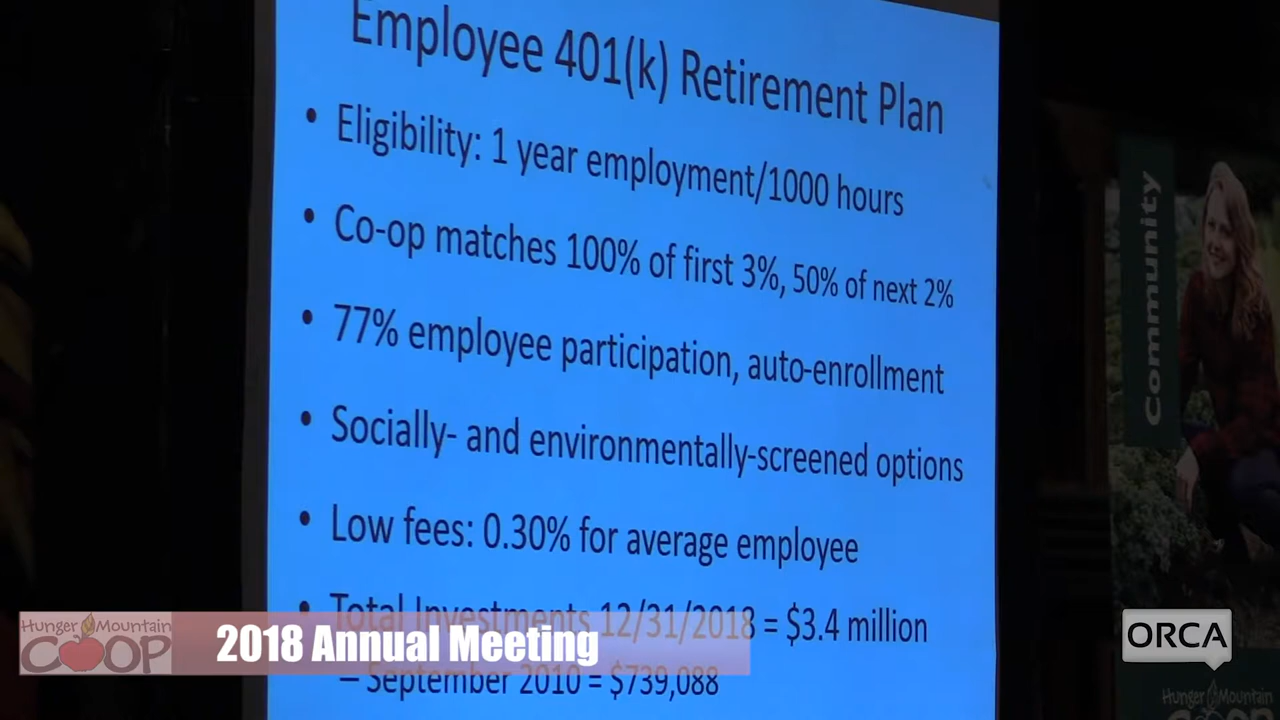 Employee 401(k) Retirement Plan
• Eligibility: 1 year employment/1000 hours
• Co-op matches 100% of first 3%, 50% of next 2%
• 77% employee participation, auto-enrollment
• Socially- and environmentally-screened options
• Low fees: 0.30% for average employee
• Total Investments 12/31/2018 = $3.4 million
– September 2010 = $739,088
Community
Hunger Mountain
COOP
2018 Annual Meeting
ORCA
Hunger Mountain